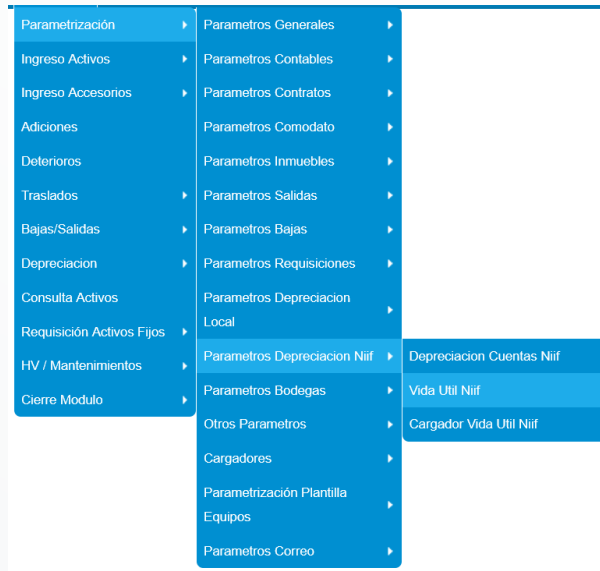 Parametrización
Ingreso Activos
Ingreso Accesorios
Adiciones
Deterioros
Traslados
Bajas/Salidas
Depreciacion
Consulta Activos
Requisición Activos Fijos
HV / Mantenimientos
Cierre Modulo
Parametros Generales
Parametros Contables
Parametros Contratos
Parametros Comodato
Parametros Inmuebles
Parametros Salidas
Parametros Bajas
Parametros Requisiciones
Parametros Depreciacion
Local
Parametros Depreciacion Niif
Parametros Bodegas
Otros Parametros
Cargadores
Parametrización Plantilla
Equipos
Parametros Correo
Depreciacion Cuentas Niif
Vida Util Niif
Cargador Vida Util Niif